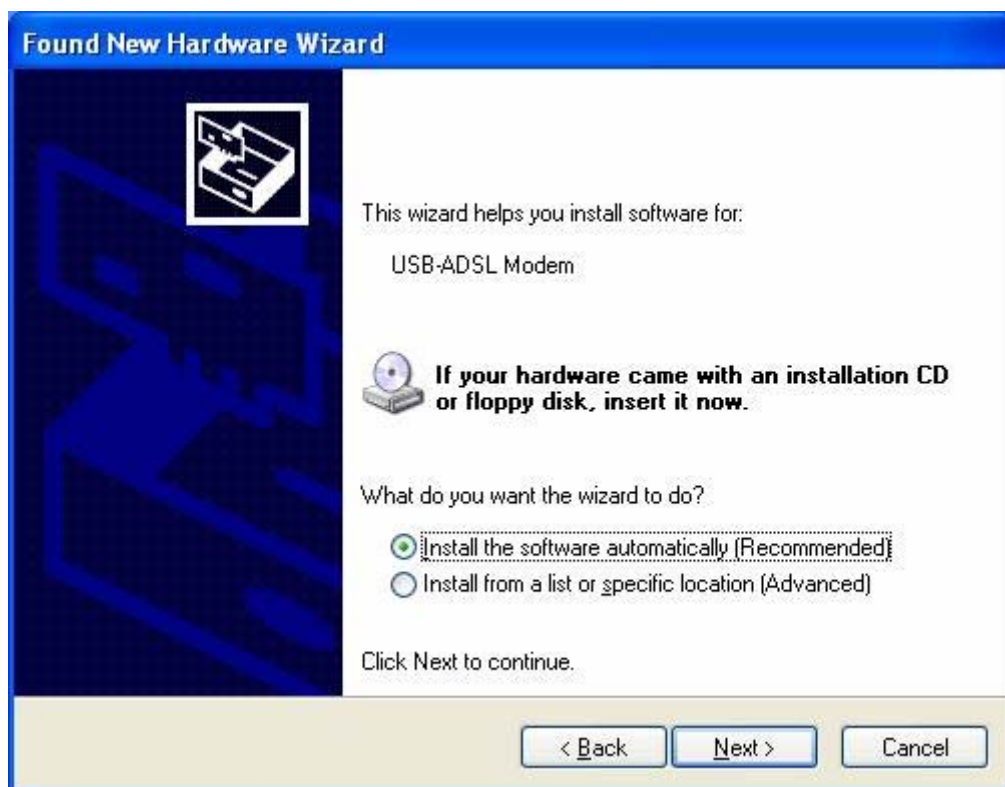 Found New Hardware Wizard
This wizard helps you install software for:
USB-ADSL Modem
If your hardware came with an installation CD
or floppy disk, insert it now.
What do you want the wizard to do?
Install the software automatically (Recommended)
Install from a list or specific location (Advanced)
Click Next to continue.
< Back Next > Cancel